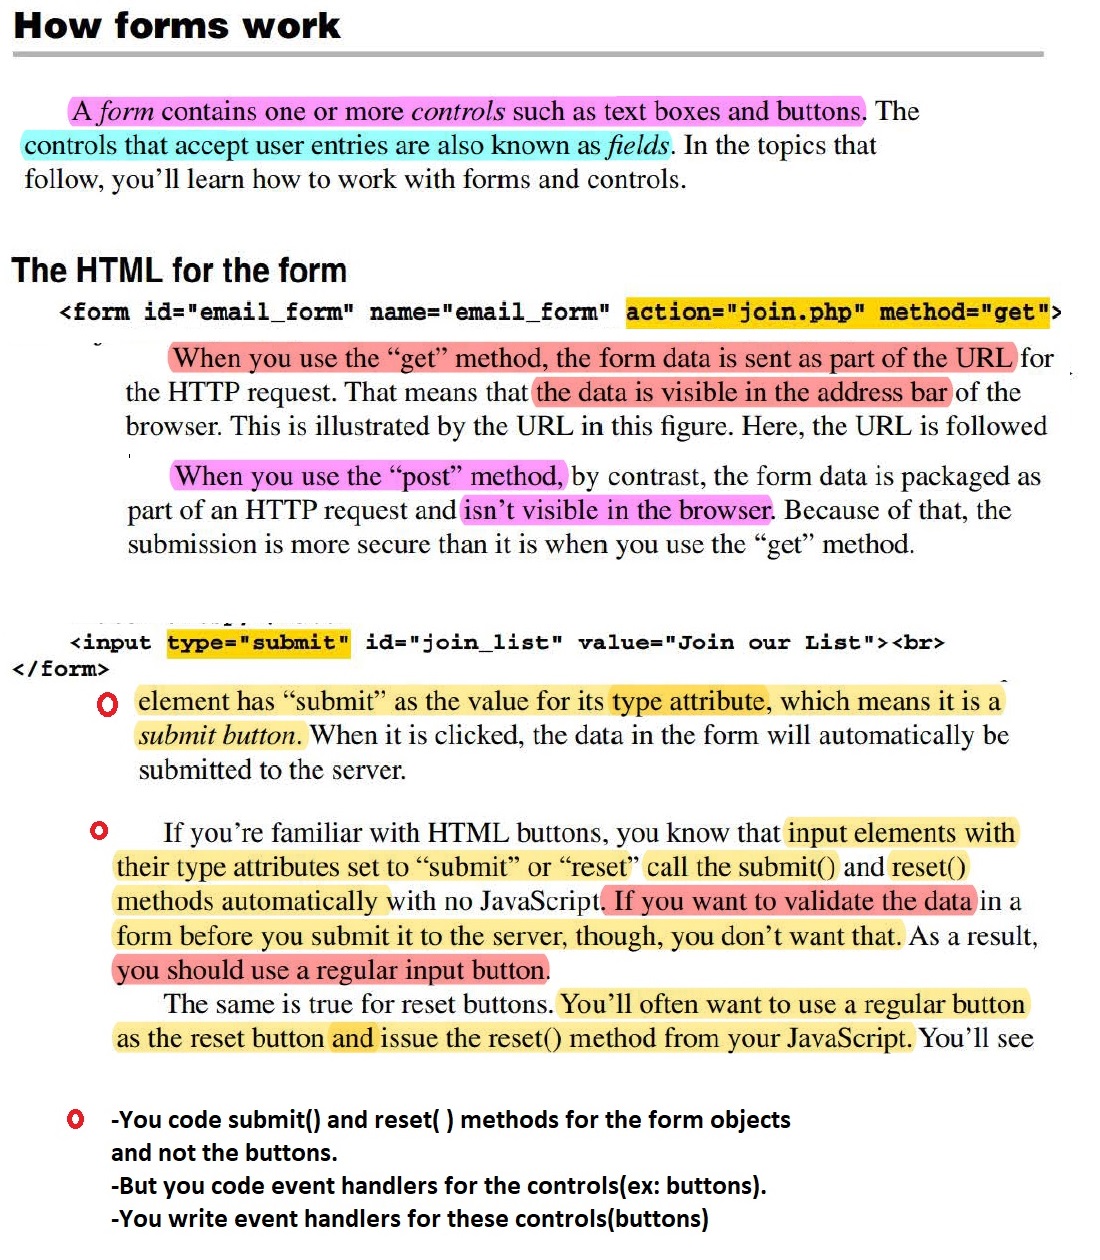 How forms work
A form contains one or more controls such as text boxes and buttons. The
controls that accept user entries are also known as fields. In the topics that
follow, you’ll learn how to work with forms and controls.
The HTML for the form
<form id="email_form" name="email_form" action="join.php" method="get">
When you use the “get” method, the form data is sent as part of the URL for
the HTTP request. That means that the data is visible in the address bar of the
browser. This is illustrated by the URL in this figure. Here, the URL is followed
When you use the “post” method, by contrast, the form data is packaged as
part of an HTTP request and isn’t visible in the browser. Because of that, the
submission is more secure than it is when you use the “get” method.
<input type="submit" id="join_list" value="Join our List"><br>
</form>
element has “submit” as the value for its type attribute, which means it is a
submit button. When it is clicked, the data in the form will automatically be
submitted to the server.
If you’re familiar with HTML buttons, you know that input elements with
their type attributes set to “submit” or “reset” call the submit() and reset()
methods automatically with no JavaScript. If you want to validate the data in a
form before you submit it to the server, though, you don’t want that. As a result,
you should use a regular input button.
The same is true for reset buttons. You’ll often want to use a regular button
as the reset button and issue the reset() method from your JavaScript. You’ll see
-You code submit() and reset( ) methods for the form objects
and not the buttons.
-But you code event handlers for the controls(ex: buttons).
-You write event handlers for these controls(buttons)